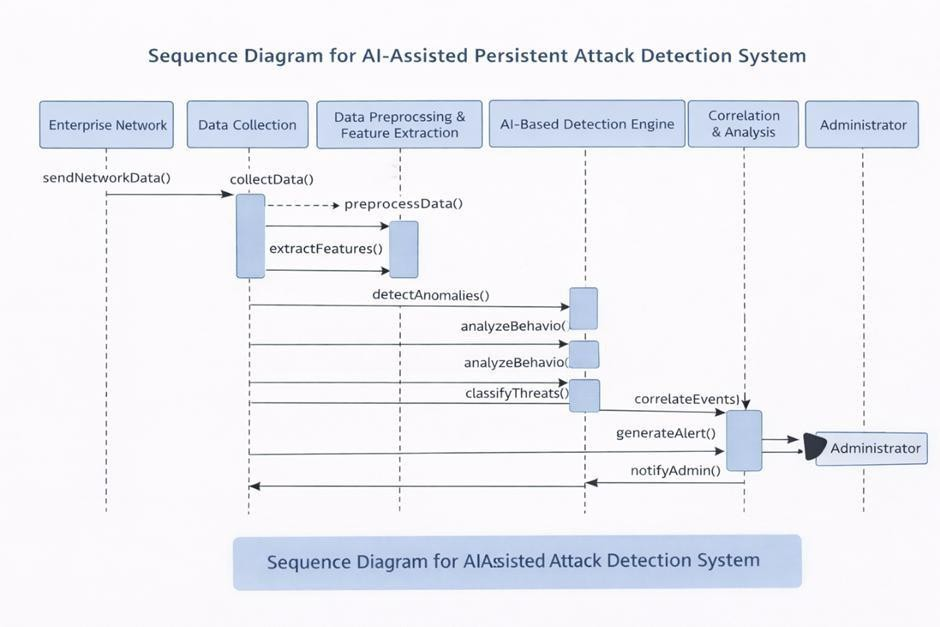 Sequence Diagram for AI-Assisted Persistent Attack Detection System
Enterprise Network
Data Collection
Data Preprocssing &
Feature Extraction
AI-Based Detection Engine
Correlation
& Analysis
Administrator
sendNetworkData()
collectData()
preprocessData()
extractFeatures()
detectAnomalies()
analyzeBehavio(
analyzeBehavio(
classifyThreats()
correlateEvents)
generateAlert()
Administrator
notifyAdmin()
Sequence Diagram for AIAssisted Attack Detection System